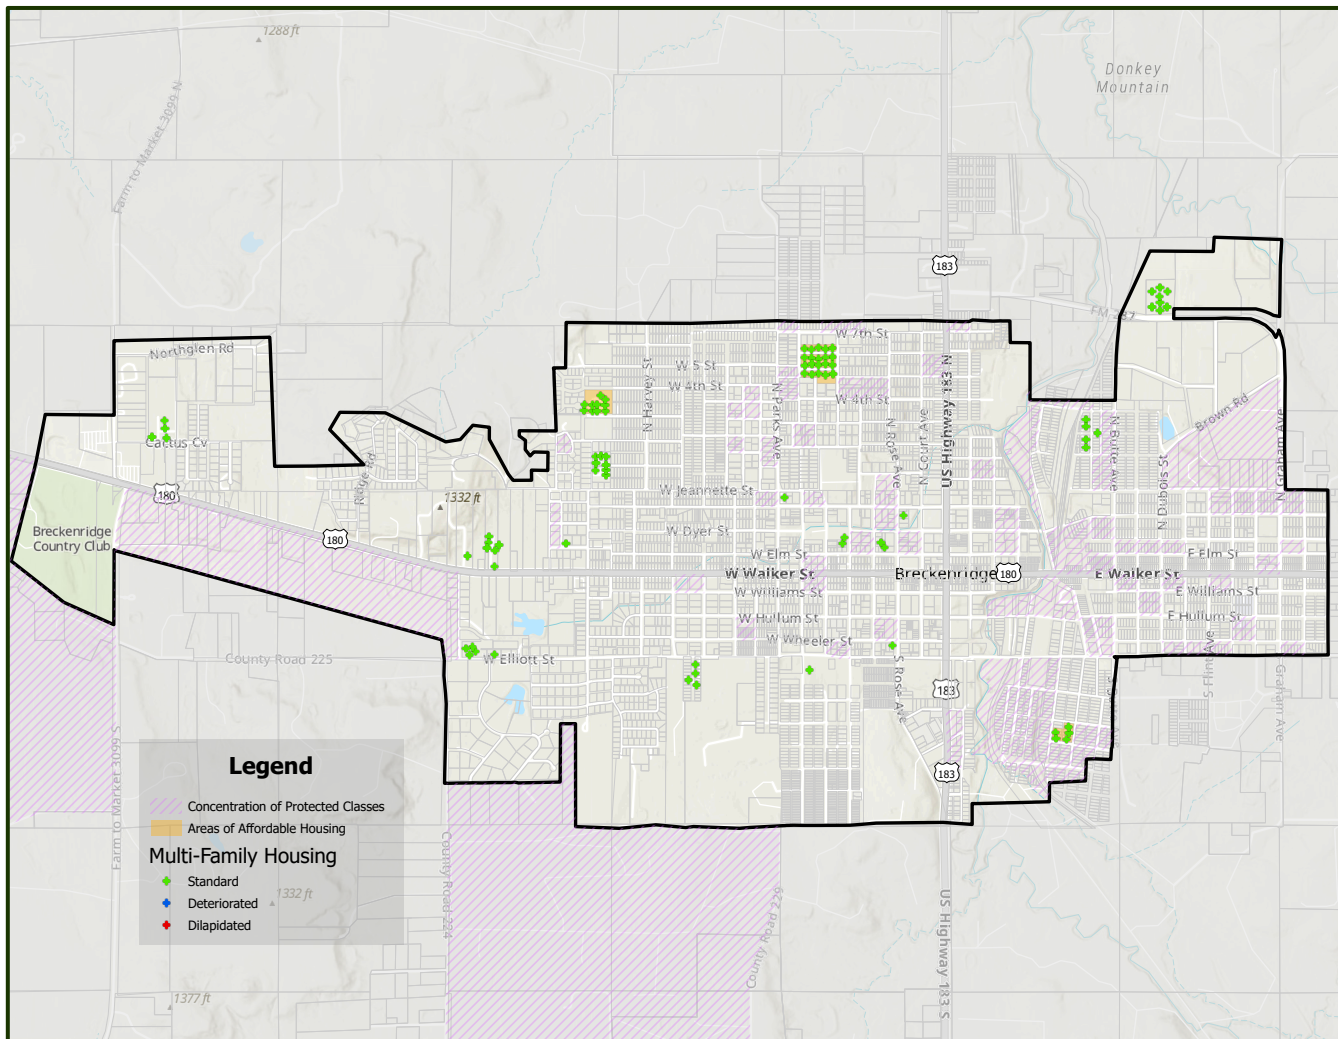 1288 ft
Donkey
Mountain
Farm to Market 3099 N
183
FM 287
W 7th St
Northglen Rd
N Harvey St
W 5 St
W 4th St
N Parks Ave
W 4th St
US Highway 183 N
N Court Ave
N Rose Ave
Brown Rd
N Graham Ave
N Butte Ave
Cactus Cv
Ridge Rd
N Dubois St
180
1332 ft
W Jeannette St
Breckenridge
Country Club
180
W Dyer St
W Elm St
E Elm St
W Walker St
Breckenridge
180
E Walker St
W Williams St
E Williams St
W Hullum St
E Hullum St
W Wheeler St
County Road 225
W Elliott St
S Rose Ave
183
S Flint Ave
Graham Ave
183
Farm to Market 3099 S
Legend
Concentration of Protected Classes
Areas of Affordable Housing
Multi-Family Housing
Standard
Deteriorated
Dilapidated
1332 ft
County Road 224
County Road 229
US Highway 183 S
1377 ft